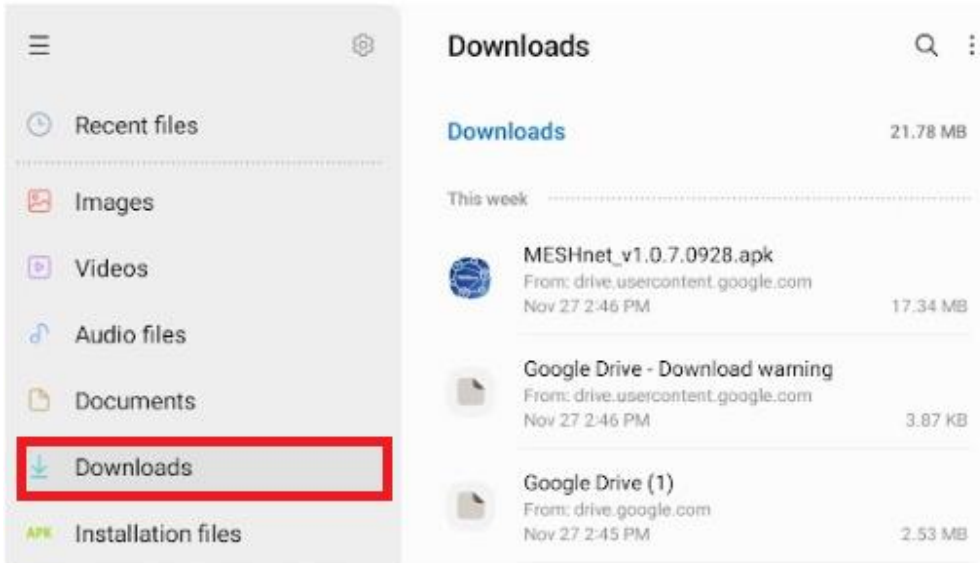 Recent files
Images
Videos
Audio files
Documents
Downloads
APK Installation files
Downloads
Downloads 21.78 MB
This week
MESHnet_v1.0.7.0928.apk
From: drive.usercontent.google.com
Nov 27 2:46 PM 17.34 MB
Google Drive - Download warning
From: drive.usercontent.google.com
Nov 27 2:46 PM 3.87 KB
Google Drive (1)
From: drive.google.com
Nov 27 2:45 PM 2.53 MB